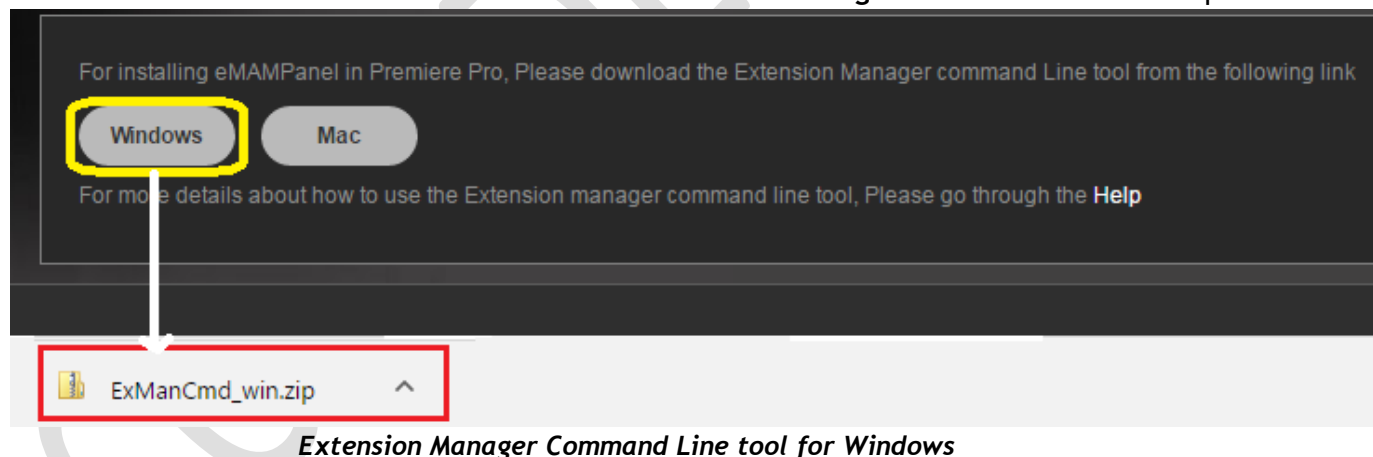 For installing eMAMPanel in Premiere Pro, Please download the Extension Manager command Line tool from the following link
Windows Mac
For more details about how to use the Extension manager command line tool, Please go through the Help
ExManCmd_win.zip
Extension Manager Command Line tool for Windows